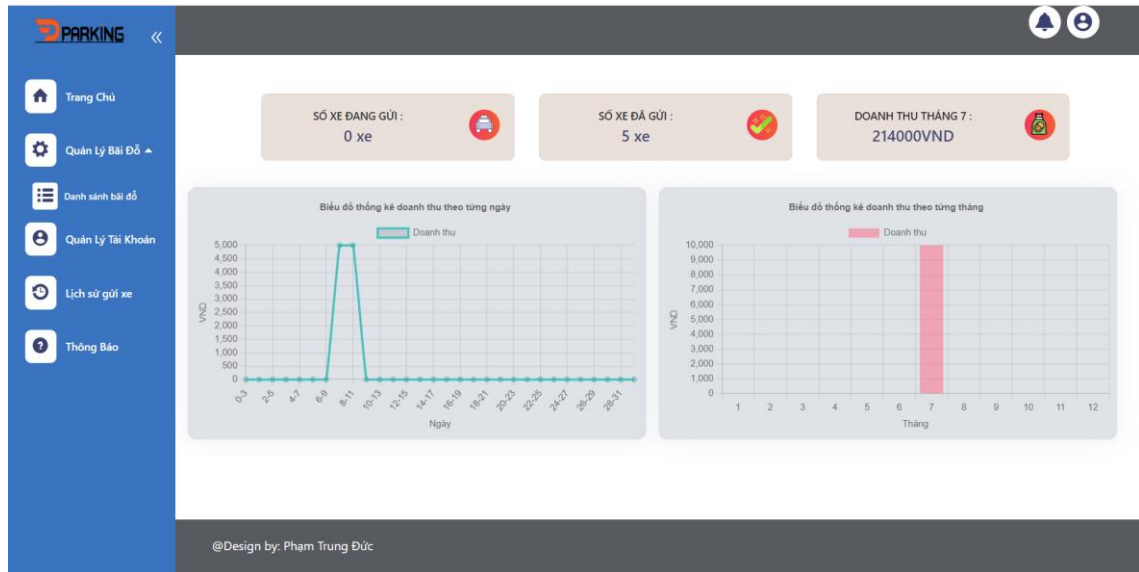 PARKING «
Trang Chủ
Quản Lý Bãi Đỗ
Danh sánh bãi đỗ
Quản Lý Tài Khoản
Lịch sử gửi xe
Thông Báo
SỐ XE ĐANG GỬI :
0 xe
SỐ XE ĐÃ GỬI :
5 xe
DOANH THU THÁNG 7 :
214000VND
Biểu đồ thống kê doanh thu theo từng ngày
Doanh thu
5,000
4,500
4,000
3,500
3,000
2,500
2,000
1,500
1,000
500
0
VND
0-3 2-5 4-7 6-9 8-11 10-13 12-15 14-17 16-19 18-21 20-23 22-25 24-27 26-29 28-31
Ngày
Biểu đồ thống kê doanh thu theo từng tháng
Doanh thu
10,000
9,000
8,000
7,000
6,000
5,000
4,000
3,000
2,000
1,000
0
VND
1 2 3 4 5 6 7 8 9 10 11 12
Tháng
@Design by: Phạm Trung Đức